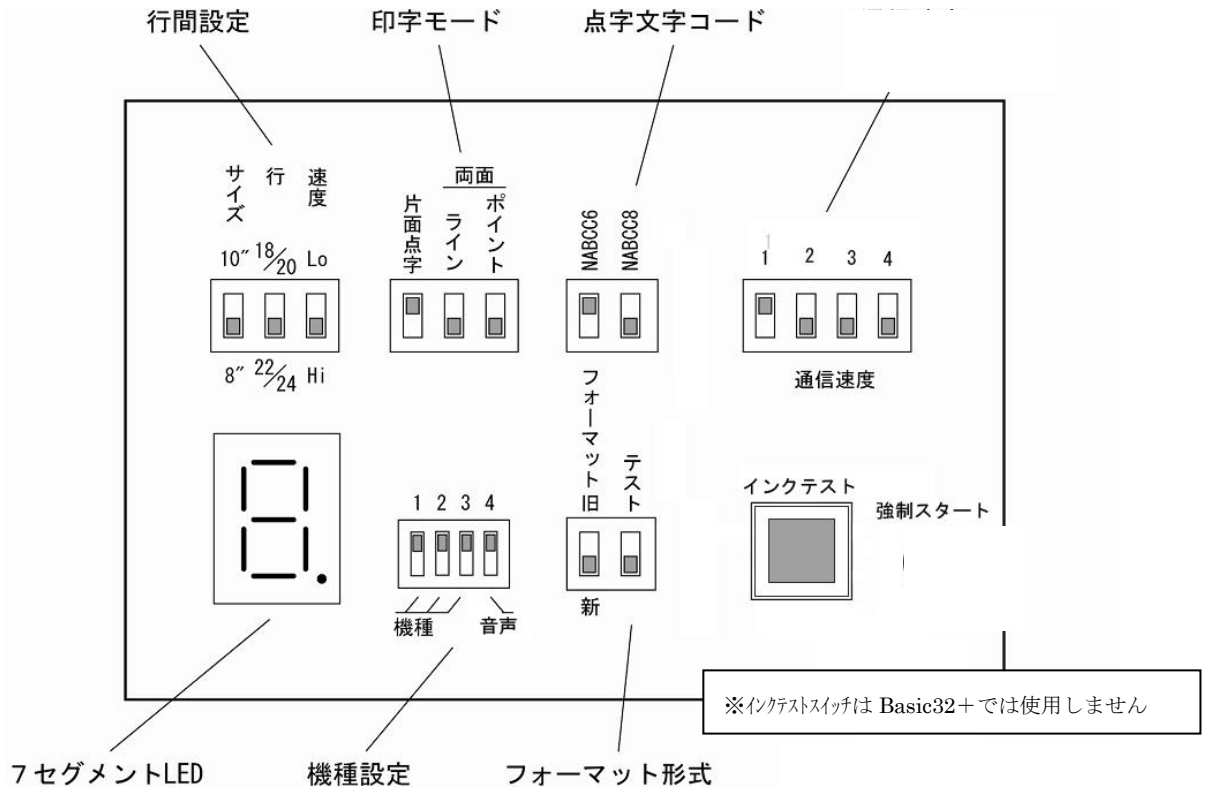 行間設定
印字モード
点字文字コード
サイズ 行 速度
10″ 18/20 Lo
8″ 22/24 Hi
両面
片面点字 ライン ポイント
NABCC6 NABCC8
1 2 3 4
通信速度
1 2 3 4
機種 音声
フォーマット旧 テスト
新
インクテスト
強制スタート
※インクテストスイッチは Basic32+では使用しません
7セグメントLED
機種設定
フォーマット形式